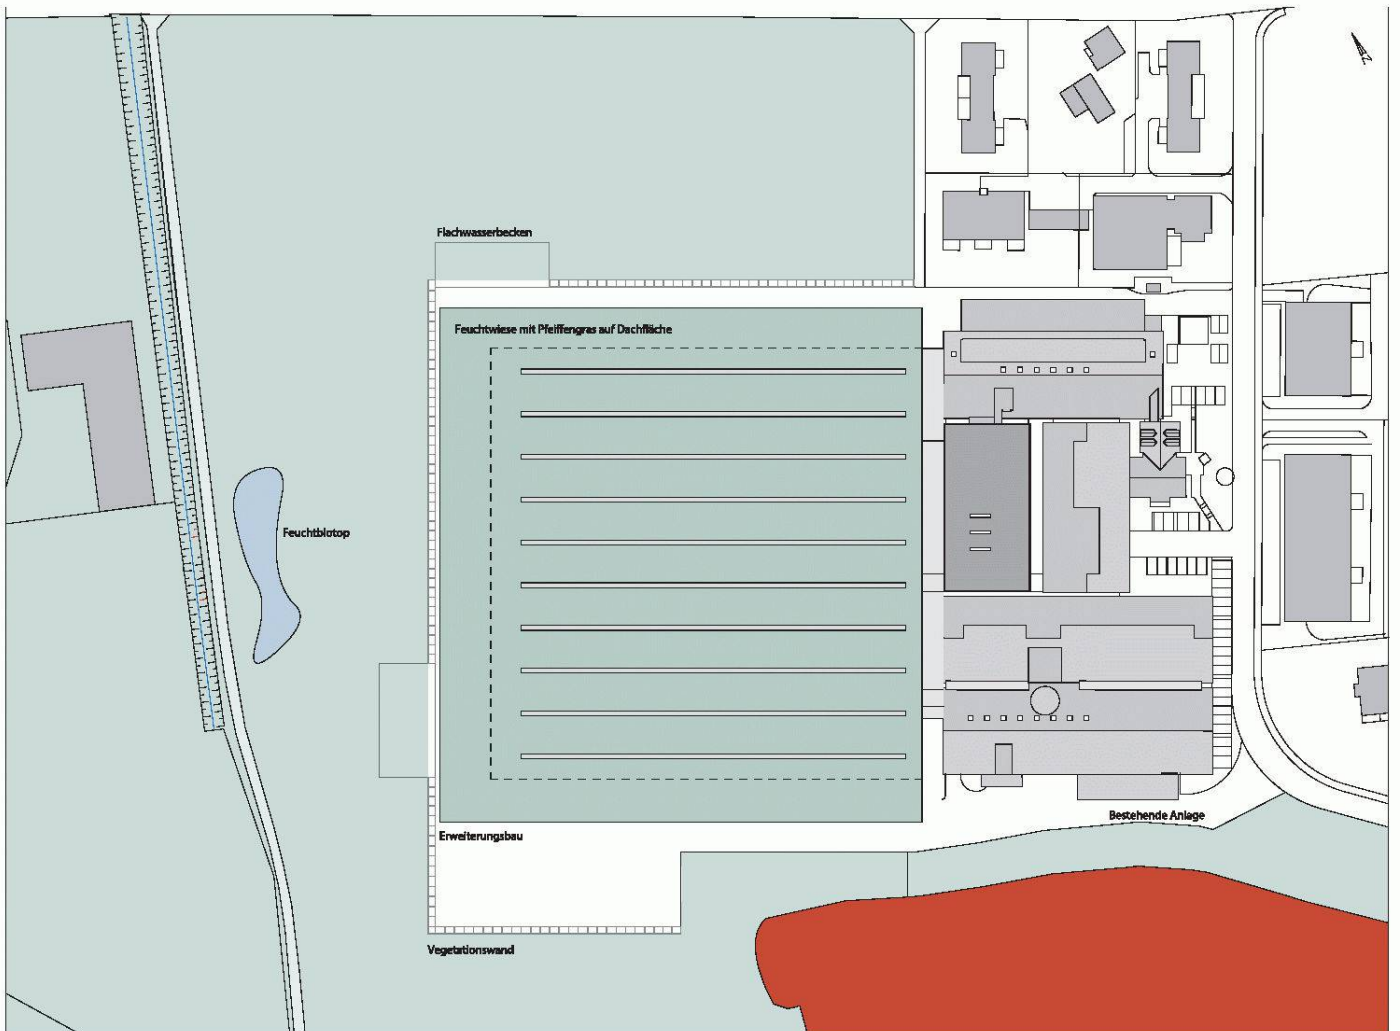 Flachwasserbecken
Feuchtwiese mit Pfeiffengras auf Dachfläche
Feuchtbiotop
Bestehende Anlage
Erweiterungsbau
Vegetationswand
N